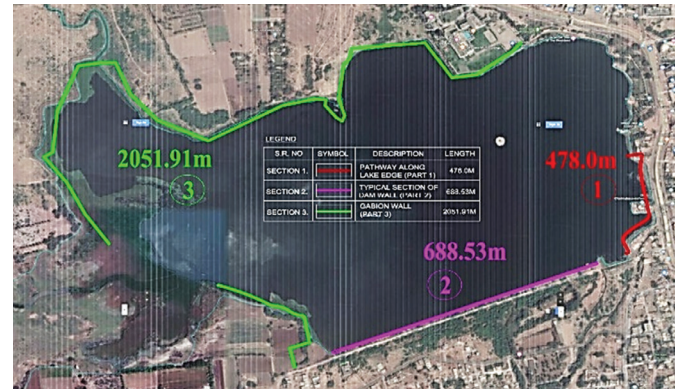 2051.91m
3
478.0m
1
688.53m
2
LEGEND
S.R. NO SYMBOL DESCRIPTION LENGTH
SECTION 1. PATHWAY ALONG LAKE EDGE (PART 1) 478.0M
SECTION 2. TYPICAL SECTION OF DAM WALL (PART 2) 688.53M
SECTION 3. GABION WALL (PART 3) 2051.91M